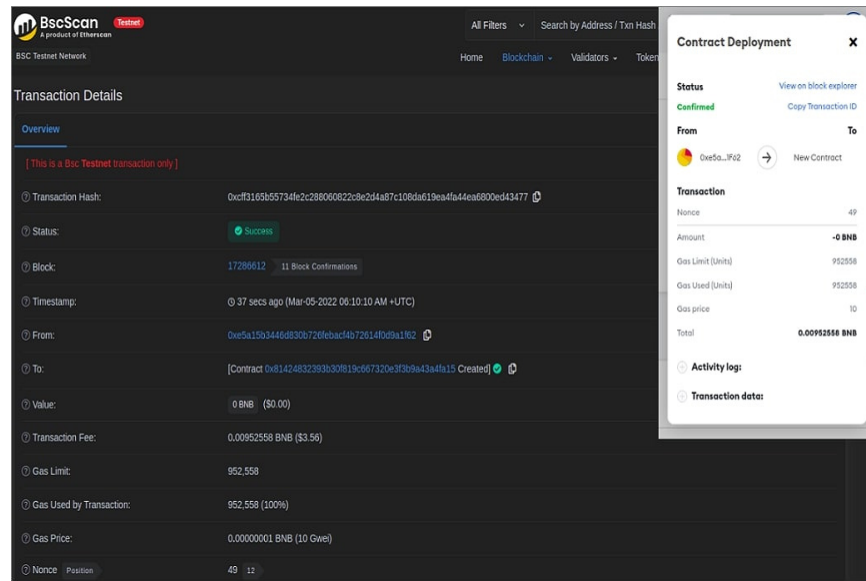 BscScan Testnet
A product of Etherscan
BSC Testnet Network
All Filters Search by Address / Txn Hash
Home Blockchain Validators Token
Transaction Details
Overview
[ This is a Bsc Testnet transaction only ]
Transaction Hash: 0xcff3165b55734fe2c288060822c8e2d4a87c108da619ea4fa44ea6800ed43477
Status: Success
Block: 17286612 11 Block Confirmations
Timestamp: 37 secs ago (Mar-05-2022 06:10:10 AM +UTC)
From: 0xe5a15b3446d830b726febacf4b72614f0d9a1f62
To: [Contract 0x81424832393b30f819c667320e3f3b9a43a4fa15 Created]
Value: 0 BNB ($0.00)
Transaction Fee: 0.00952558 BNB ($3.56)
Gas Limit: 952,558
Gas Used by Transaction: 952,558 (100%)
Gas Price: 0.00000001 BNB (10 Gwei)
Nonce Position 49 12
Contract Deployment X
Status View on block explorer
Confirmed Copy Transaction ID
From To
0xe5a...1F62 New Contract
Transaction
Nonce 49
Amount -0 BNB
Gas Limit (Units) 952558
Gas Used (Units) 952558
Gas price 10
Total 0.00952558 BNB
Activity log:
Transaction data: